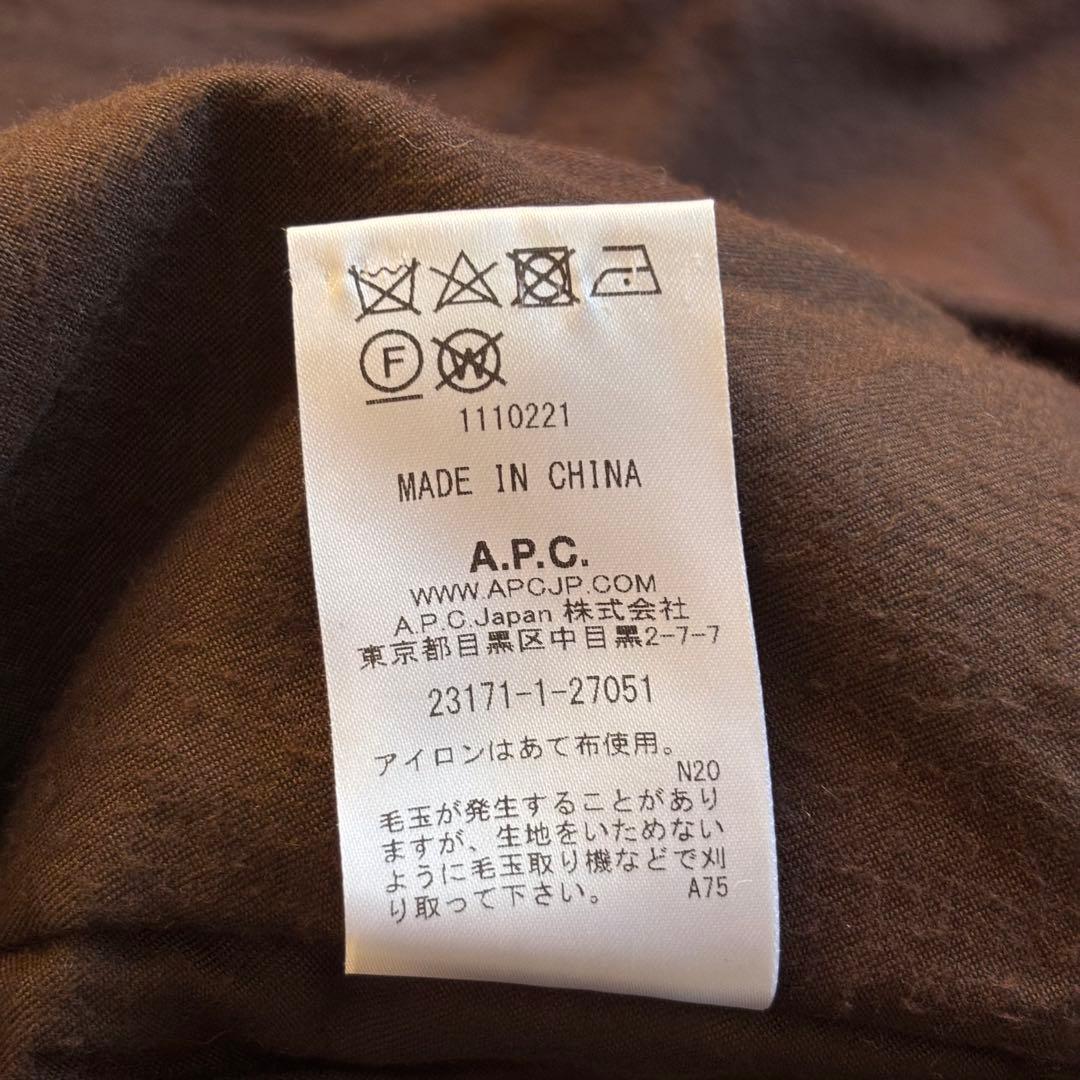 F W
1110221
MADE IN CHINA
A.P.C.
WWW.APCJP.COM
A.P.C.Japan 株式会社
東京都目黒区中目黒2-7-7
23171-1-27051
アイロンはあて布使用。
N20
毛玉が発生することがあり
ますが、生地をいためない
ように毛玉取り機などで刈
り取って下さい。
A75